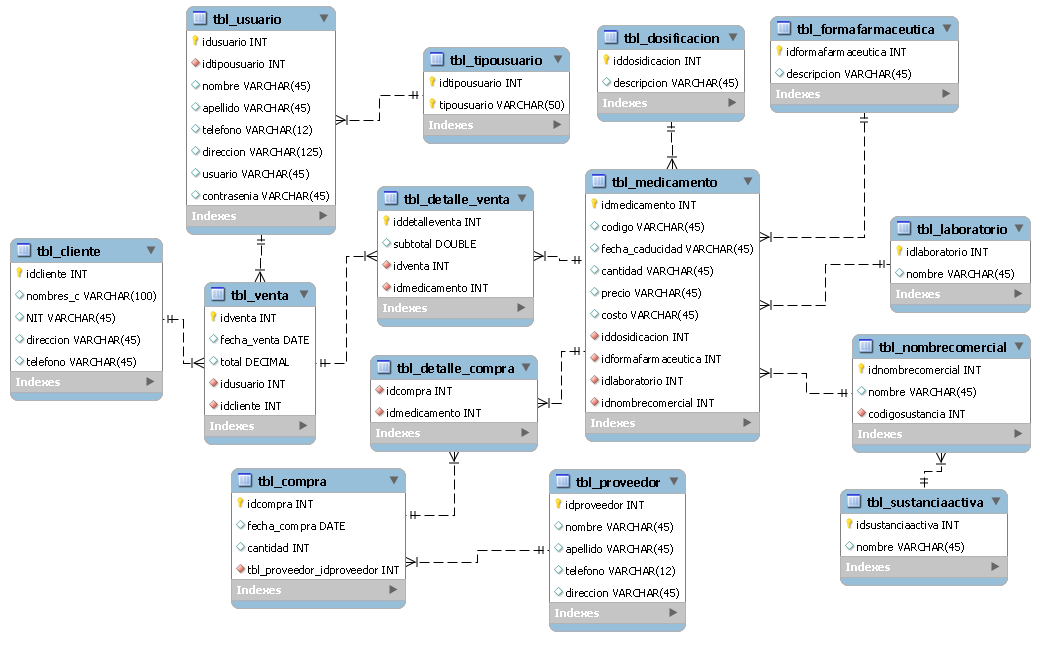 tbl_usuario
idusuario INT
idtipousuario INT
nombre VARCHAR(45)
apellido VARCHAR(45)
telefono VARCHAR(12)
direccion VARCHAR(125)
usuario VARCHAR(45)
contrasenia VARCHAR(45)
Indexes
tbl_tipousuario
idtipousuario INT
tipousuario VARCHAR(50)
Indexes
tbl_dosificacion
iddosidicacion INT
descripcion VARCHAR(45)
Indexes
tbl_formafarmaceutica
idformafarmaceutica INT
descripcion VARCHAR(45)
Indexes
tbl_cliente
idcliente INT
nombres_c VARCHAR(100)
NIT VARCHAR(45)
direccion VARCHAR(45)
telefono VARCHAR(45)
Indexes
tbl_venta
idventa INT
fecha_venta DATE
total DECIMAL
idusuario INT
idcliente INT
Indexes
tbl_detalle_venta
iddetalleventa INT
subtotal DOUBLE
idventa INT
idmedicamento INT
Indexes
tbl_medicamento
idmedicamento INT
codigo VARCHAR(45)
fecha_caducidad VARCHAR(45)
cantidad VARCHAR(45)
precio VARCHAR(45)
costo VARCHAR(45)
iddosidicacion INT
idformafarmaceutica INT
idlaboratorio INT
idnombrecomercial INT
Indexes
tbl_laboratorio
idlaboratorio INT
nombre VARCHAR(45)
Indexes
tbl_detalle_compra
idcompra INT
idmedicamento INT
Indexes
tbl_nombrecomercial
idnombrecomercial INT
nombre VARCHAR(45)
codigosustancia INT
Indexes
tbl_compra
idcompra INT
fecha_compra DATE
cantidad INT
tbl_proveedor_idproveedor INT
Indexes
tbl_proveedor
idproveedor INT
nombre VARCHAR(45)
apellido VARCHAR(45)
telefono VARCHAR(12)
direccion VARCHAR(45)
Indexes
tbl_sustanciaactiva
idsustanciaactiva INT
nombre VARCHAR(45)
Indexes